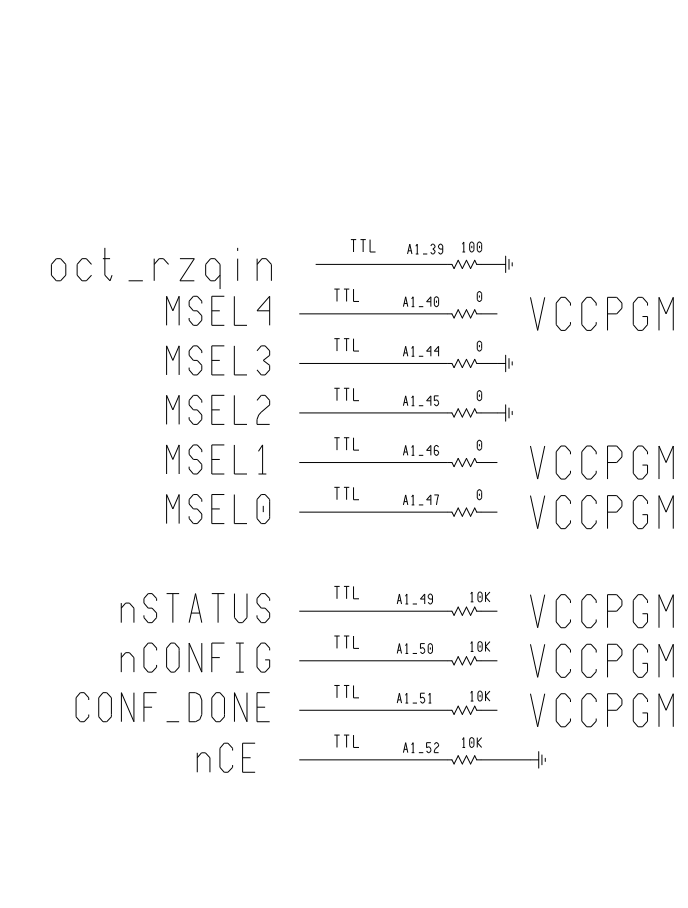 oct_rzqin TTL A1_39 100
MSEL4 TTL A1_40 0 VCCPGM
MSEL3 TTL A1_44 0
MSEL2 TTL A1_45 0
MSEL1 TTL A1_46 0 VCCPGM
MSEL0 TTL A1_47 0 VCCPGM
nSTATUS TTL A1_49 10K VCCPGM
nCONFIG TTL A1_50 10K VCCPGM
CONF_DONE TTL A1_51 10K VCCPGM
nCE TTL A1_52 10K